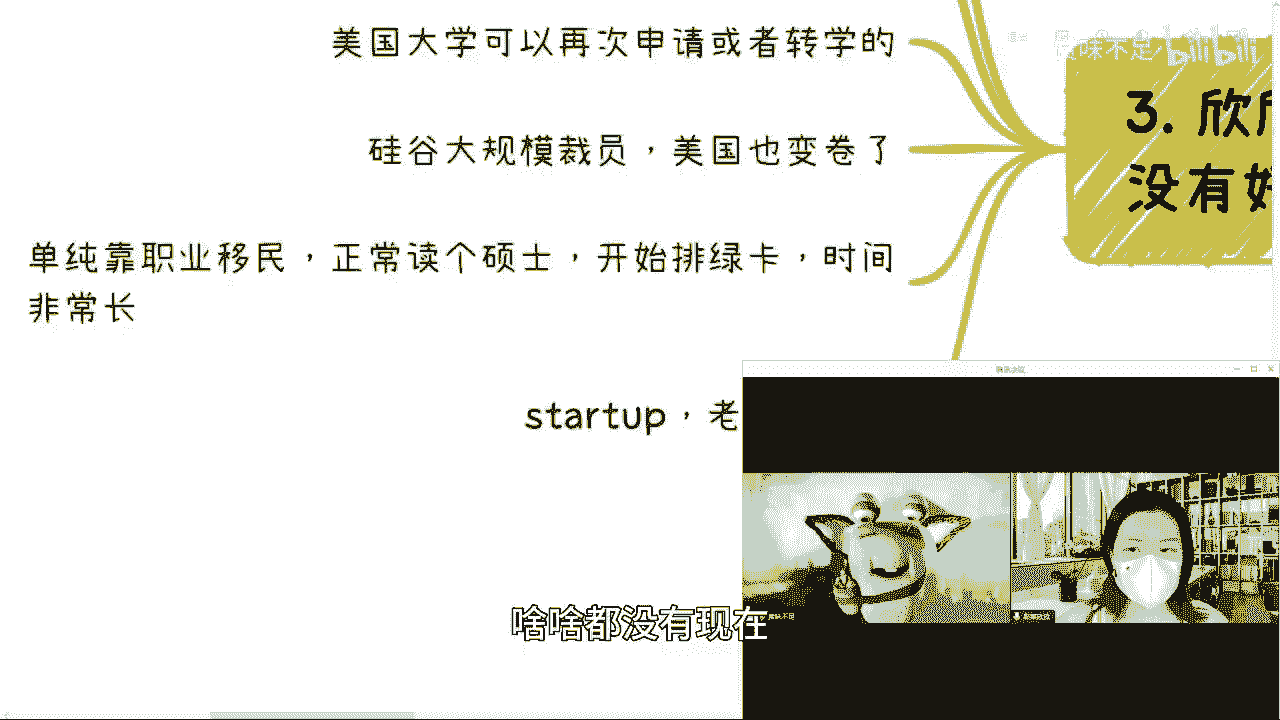 美国大学可以再次申请或者转学的
味不足 bilibili
3. 欣
没有好
硅谷大规模裁员，美国也变卷了
单纯靠职业移民，正常读个硕士，开始排绿卡，时间
非常长
startup，老
啥啥都没有现在